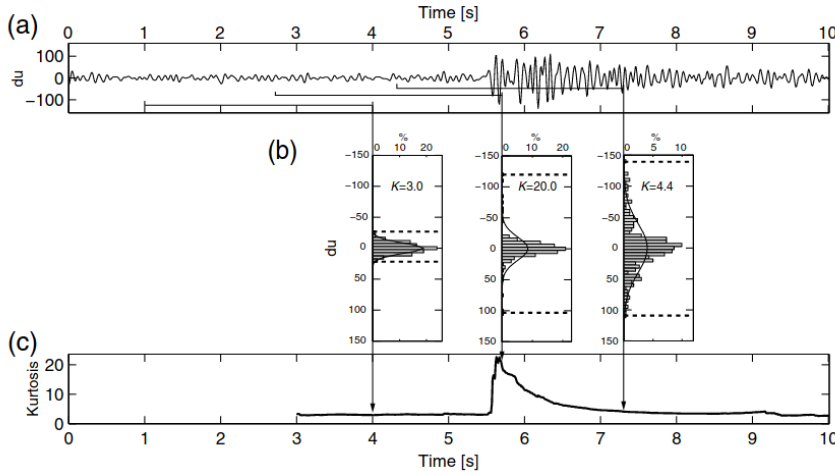 Time [s]
(a)
0 1 2 3 4 5 6 7 8 9 10
du
100
0
−100
(b)
% % %
0 10 20 0 10 20 0 5 10
du
−150 −150 −150
−100 −100 −100
−50 −50 −50
0 0 0
50 50 50
100 100 100
150 150 150
K=3.0 K=20.0 K=4.4
(c)
Kurtosis
20
10
0
0 1 2 3 4 5 6 7 8 9 10
Time [s]